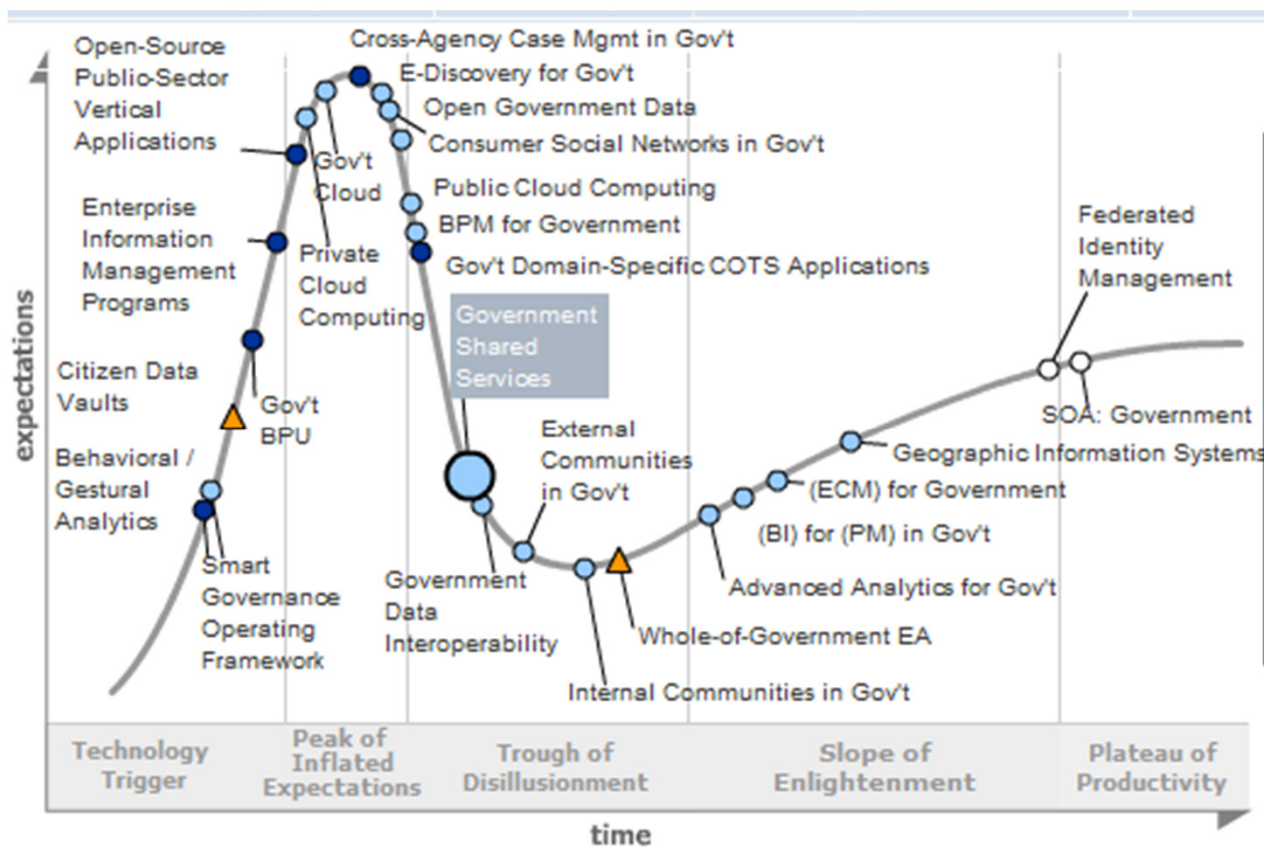 Open-Source
Public-Sector
Vertical
Applications
Cross-Agency Case Mgmt in Gov't
E-Discovery for Gov't
Open Government Data
Consumer Social Networks in Gov't
Gov't
Cloud
Public Cloud Computing
BPM for Government
Gov't Domain-Specific COTS Applications
Enterprise
Information
Management
Programs
Private
Cloud
Computing
Federated
Identity
Management
Government
Shared
Services
expectations
Citizen Data
Vaults
Gov't
BPU
Behavioral /
Gestural
Analytics
External
Communities
in Gov't
SOA: Government
Geographic Information Systems
(ECM) for Government
(BI) for (PM) in Gov't
Advanced Analytics for Gov't
Smart
Governance
Operating
Framework
Government
Data
Interoperability
Whole-of-Government EA
Internal Communities in Gov't
Technology
Trigger
Peak of
Inflated
Expectations
Trough of
Disillusionment
Slope of
Enlightenment
Plateau of
Productivity
time